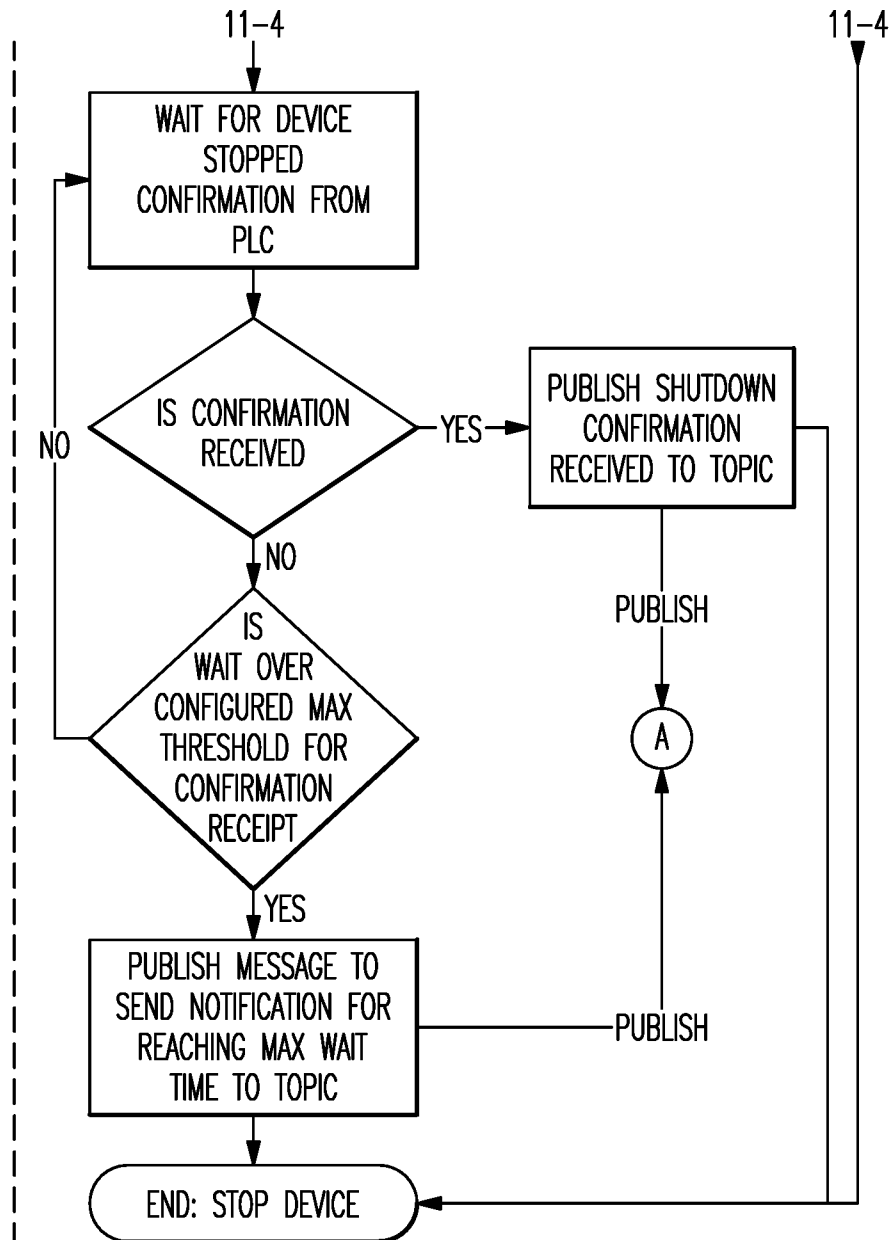 11-4
11-4
WAIT FOR DEVICE
STOPPED
CONFIRMATION FROM
PLC
IS CONFIRMATION
RECEIVED
YES
PUBLISH SHUTDOWN
CONFIRMATION
RECEIVED TO TOPIC
NO
NO
PUBLISH
IS
WAIT OVER
CONFIGURED MAX
THRESHOLD FOR
CONFIRMATION
RECEIPT
A
YES
PUBLISH MESSAGE TO
SEND NOTIFICATION FOR
REACHING MAX WAIT
TIME TO TOPIC
PUBLISH
END: STOP DEVICE